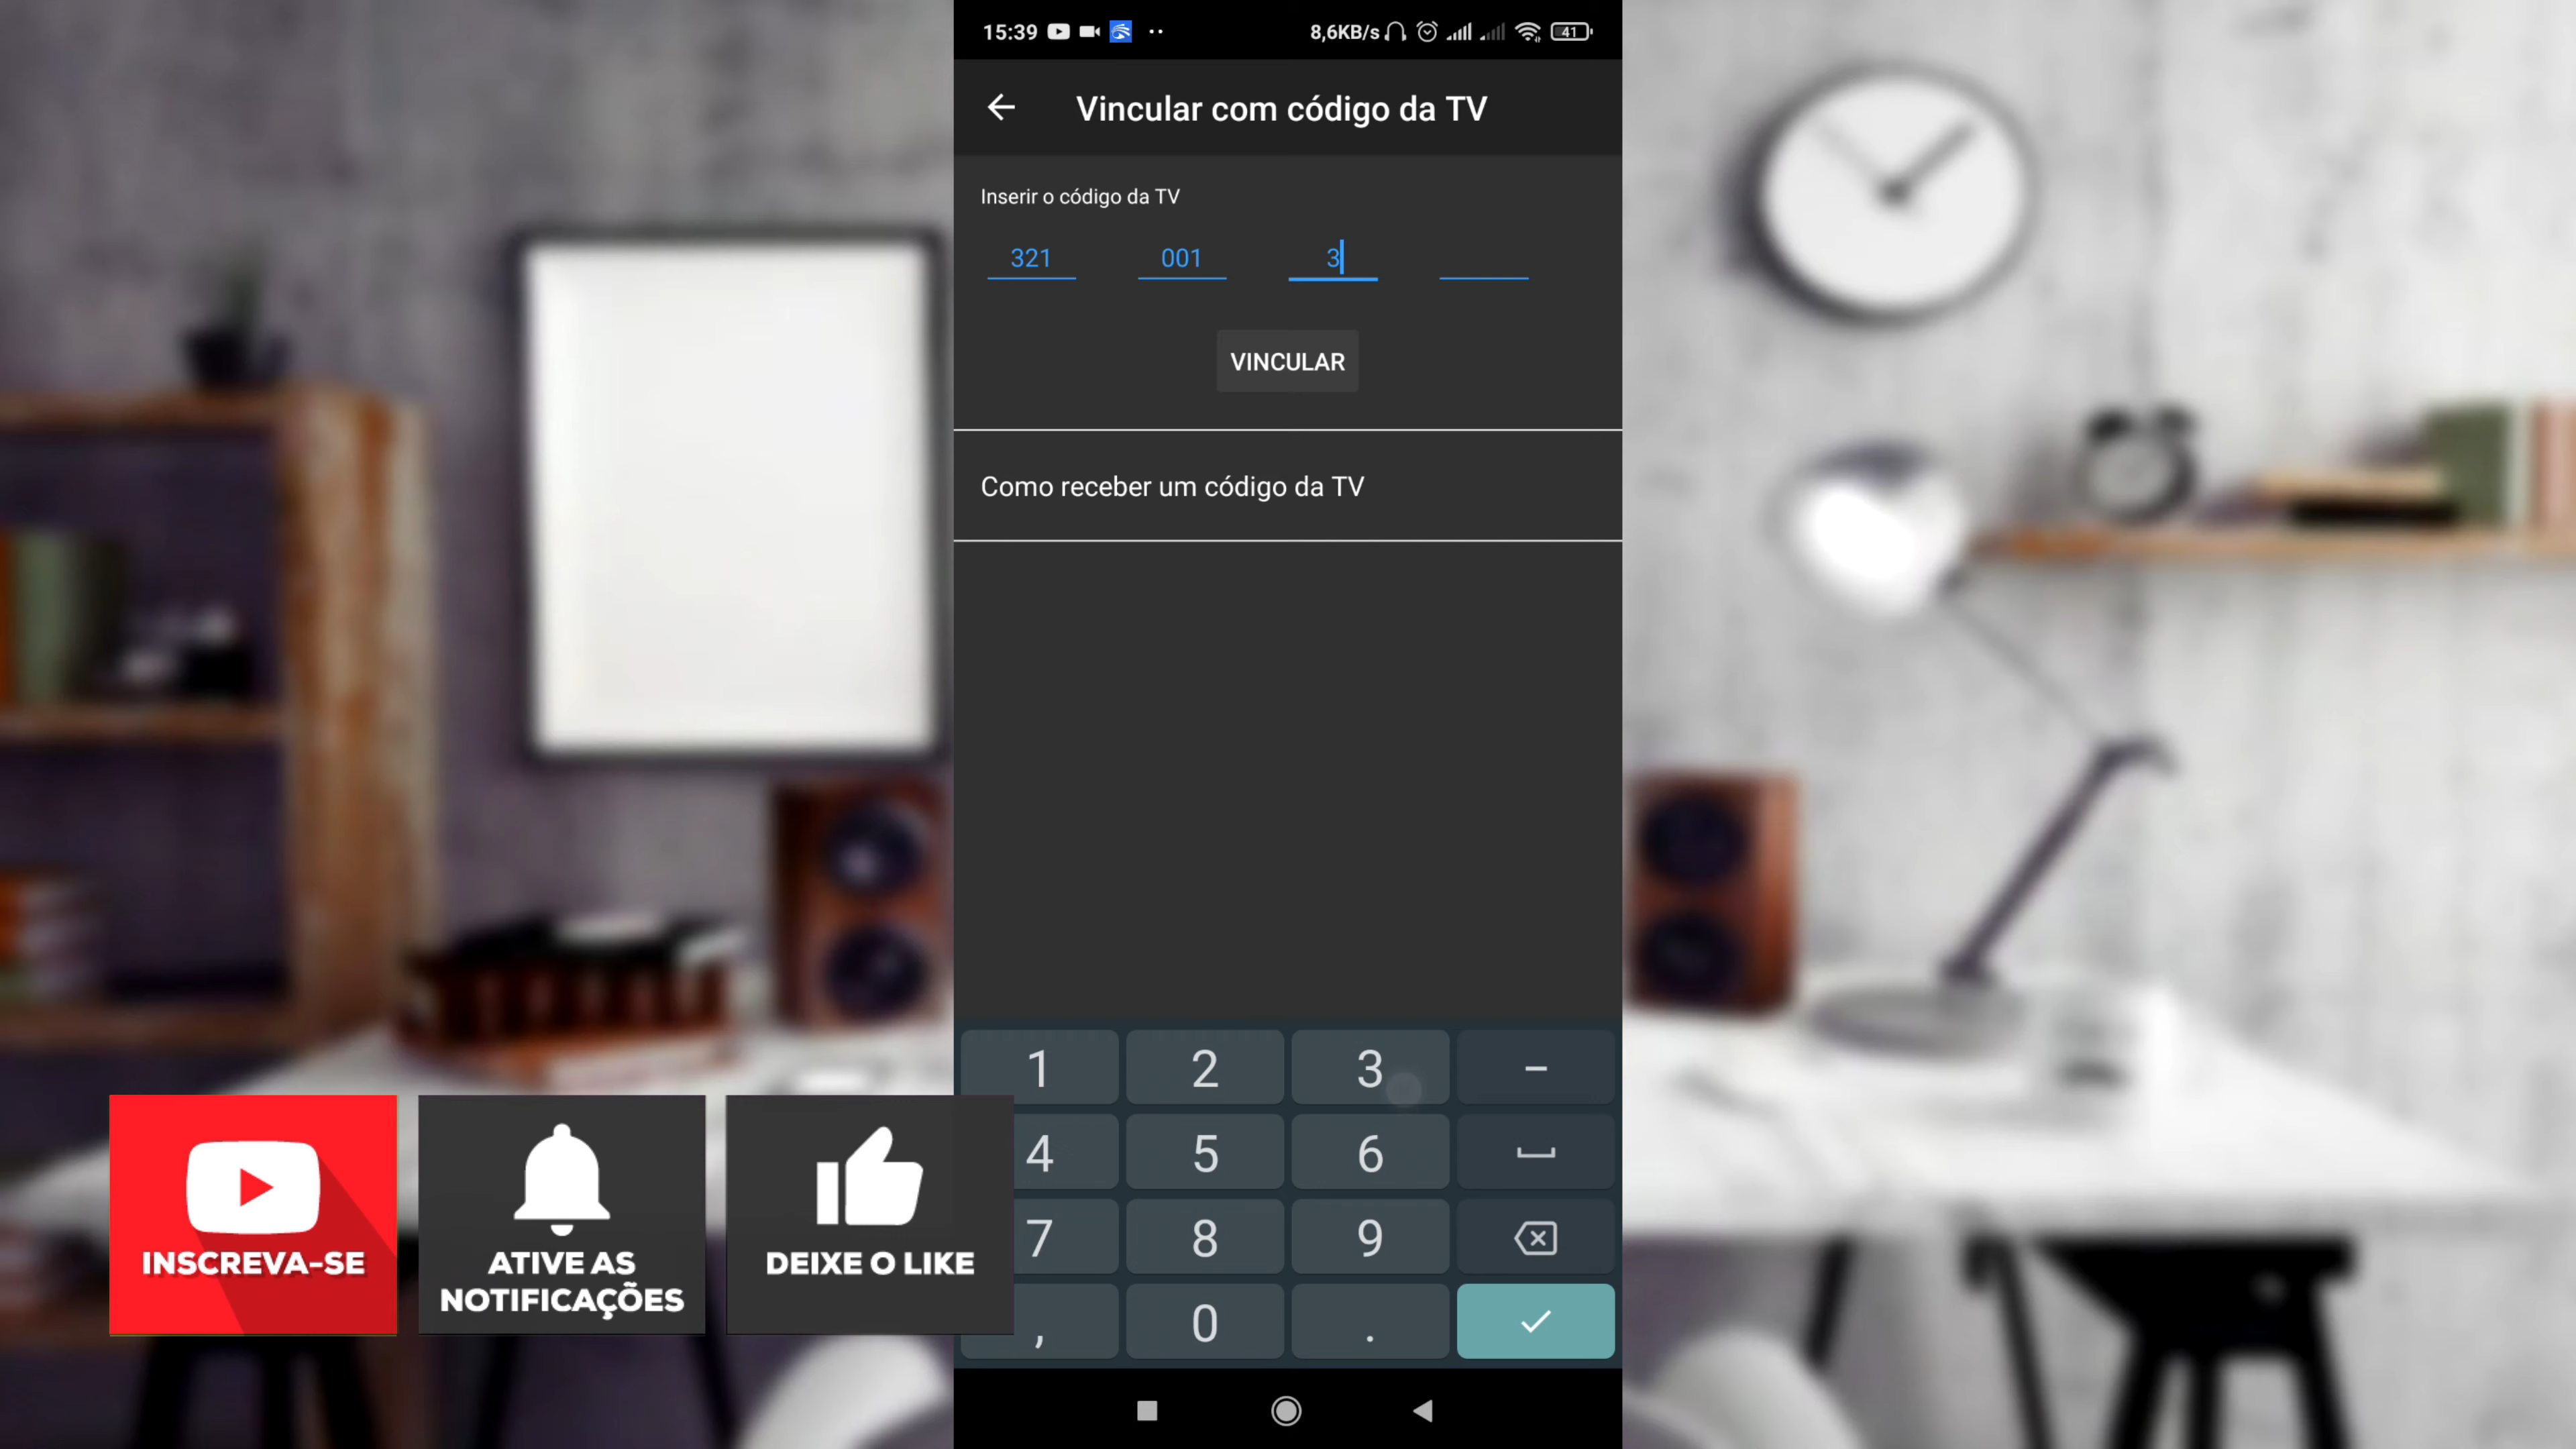 15:39
8,6KB/s
41
Vincular com código da TV
Inserir o código da TV
321 001 3
VINCULAR
Como receber um código da TV
1 2 3 –
4 5 6
7 8 9
, 0 .
INSCREVA-SE
ATIVE AS
NOTIFICAÇÕES
DEIXE O LIKE